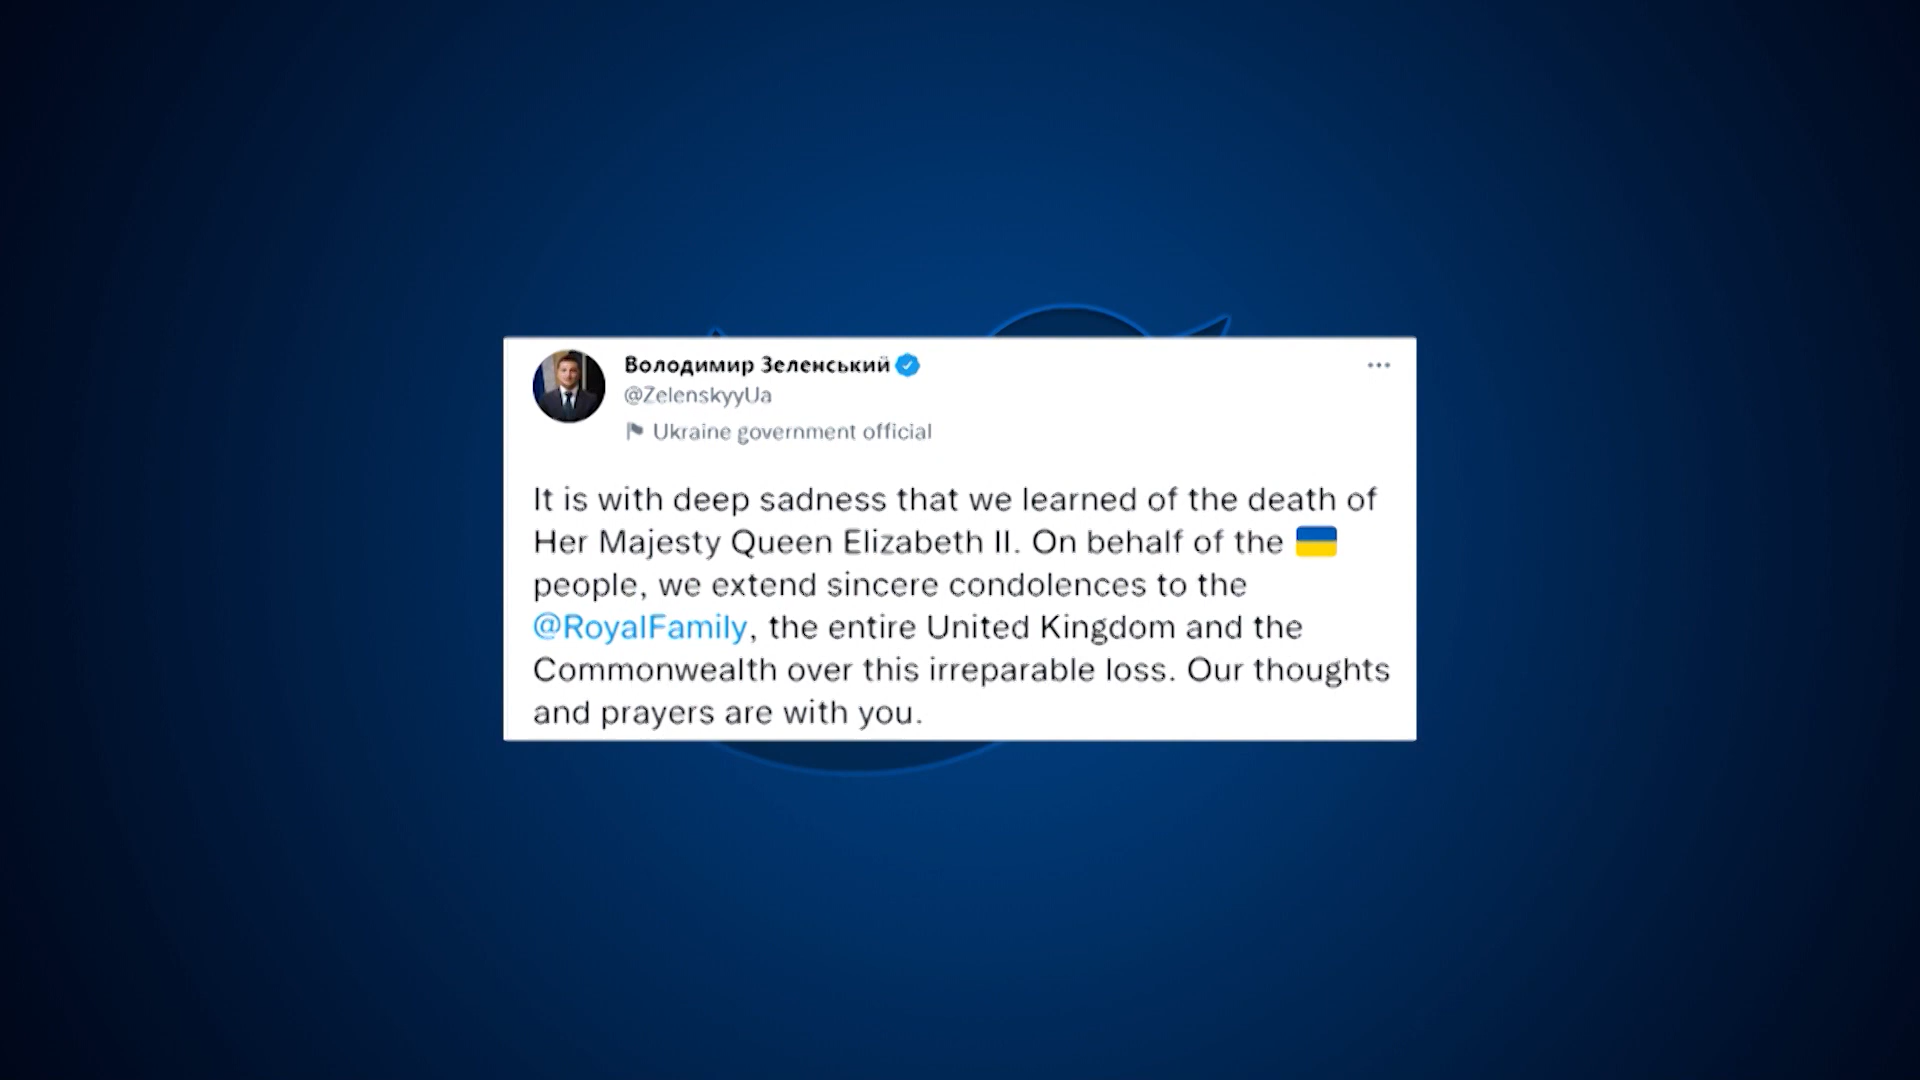 Володимир Зеленський
@ZelenskyyUa
Ukraine government official
It is with deep sadness that we learned of the death of
Her Majesty Queen Elizabeth II. On behalf of the 🇺🇦
people, we extend sincere condolences to the
@RoyalFamily, the entire United Kingdom and the
Commonwealth over this irreparable loss. Our thoughts
and prayers are with you.